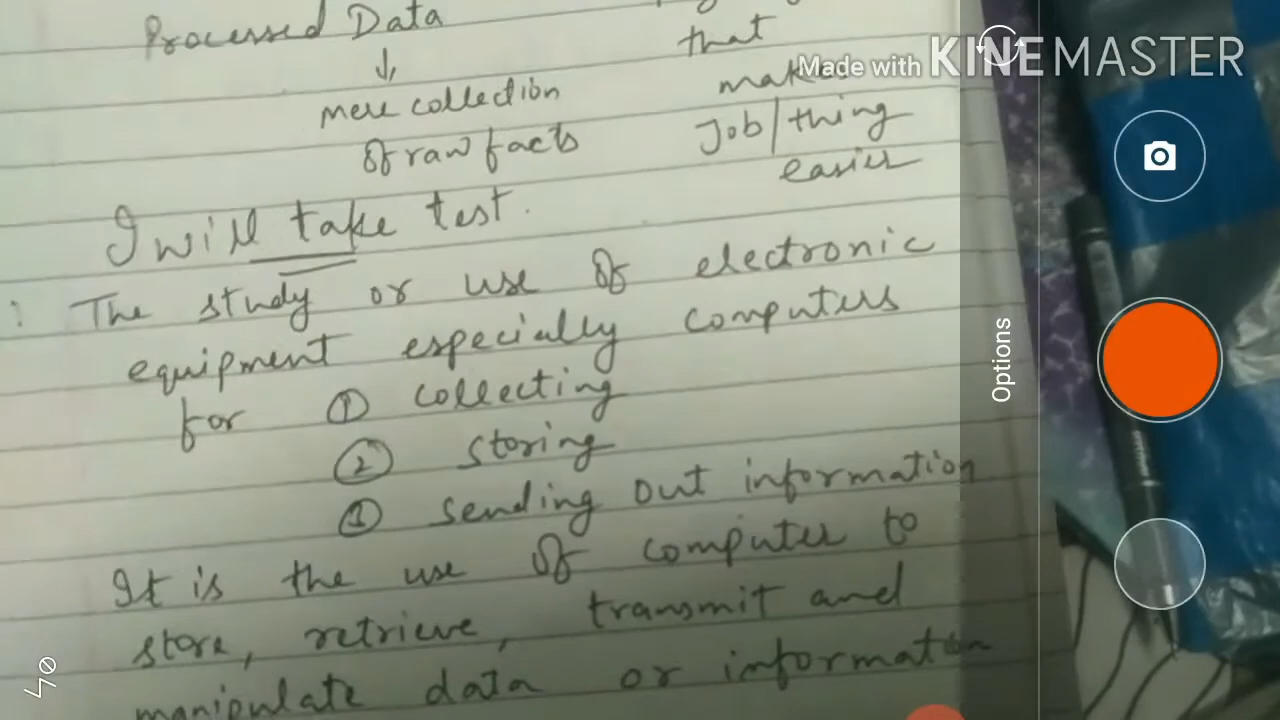 Processed Data
that
↓
makes
mere collection
Job/thing
of raw facts
easier
I will take test.
: The study or use of electronic
equipment especially computers
for ① collecting
② storing
③ sending out information
It is the use of computer to
store, retrieve, transmit and
manipulate data or information
Made with KINEMASTER
Options